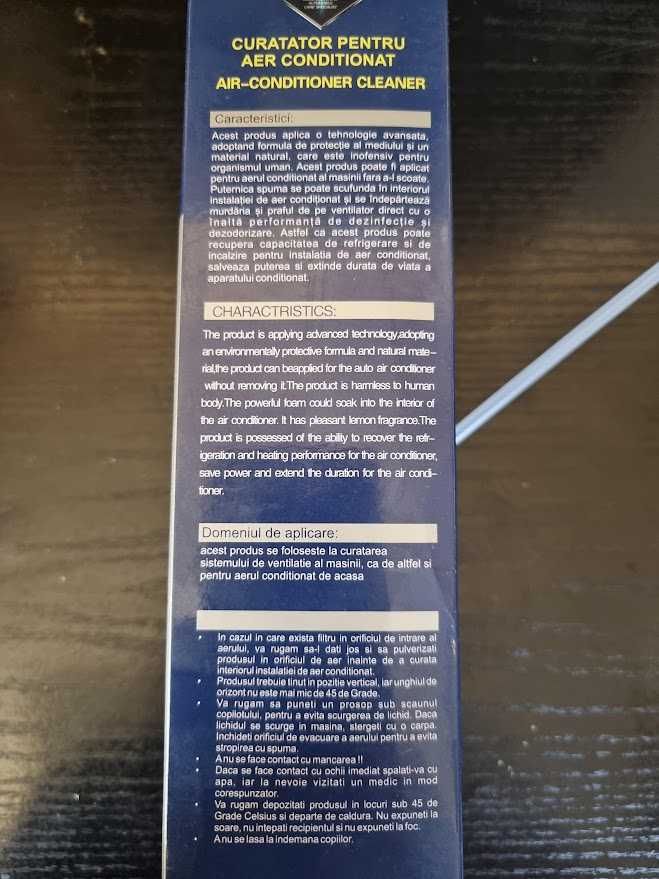 CURATATOR PENTRU
AER CONDITIONAT
AIR-CONDITIONER CLEANER
Caracteristici:
Acest produs aplica o tehnologie avansata,
adoptand formula de protecție al mediului și un
material natural, care este inofensiv pentru
organismul uman. Acest produs poate fi aplicat
pentru aerul conditionat al masinii fara a-l scoate.
Puternica spuma se poate scufunda în interiorul
instalației de aer condiționat și se îndepărtează
murdăria și praful de pe ventilator direct cu o
înaltă performanță de dezinfecție și
dezodorizare. Astfel ca acest produs poate
recupera capacitatea de refrigerare si de
incalzire pentru instalatia de aer conditionat,
salveaza puterea si extinde durata de viata a
aparatului conditionat.
CHARACTRISTICS:
The product is applying advanced technology,adopting
an environmentally protective formula and natural mate-
rial,the product can beapplied for the auto air conditioner
without removing it.The product is harmless to human
body.The powerful foam could soak into the interior of
the air conditioner. It has pleasant lemon fragrance.The
product is possessed of the ability to recover the refr-
igeration and heating performance for the air conditioner,
save power and extend the duration for the air condi-
tioner.
Domeniul de aplicare:
acest produs se foloseste la curatarea
sistemului de ventilatie al masinii, ca de altfel si
pentru aerul conditionat de acasa
• In cazul in care exista filtru in orificiul de intrare al
aerului, va rugam sa-l dati jos si sa pulverizati
produsul in orificiul de aer inainte de a curata
interiorul instalatiei de aer conditionat.
• Produsul trebuie tinut in pozitie vertical, iar unghiul de
orizont nu este mai mic de 45 de Grade.
• Va rugam sa puneti un prosop sub scaunul
copilotului, pentru a evita scurgerea de lichid. Daca
lichidul se scurge in masina, stergeti cu o carpa.
Inchideti orificiul de evacuare a aerului pentru a evita
stropirea cu spuma.
• A nu se face contact cu mancarea !!
• Daca se face contact cu ochii imediat spalati-va cu
apa, iar la nevoie vizitati un medic in mod
corespunzator.
• Va rugam depozitati produsul in locuri sub 45 de
Grade Celsius si departe de caldura. Nu expuneti la
soare, nu intepati recipientul si nu expuneti la foc.
• A nu se lasa la indemana copiilor.